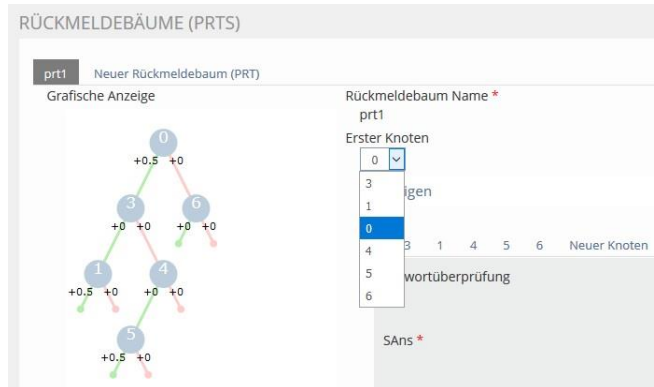 RÜCKMELDEBÄUME (PRTS)
prt1 Neuer Rückmeldebaum (PRT)
Grafische Anzeige
Rückmeldebaum Name *
prt1
Erster Knoten
0
0
+0.5 +0
3 6
+0 +0 +0 +0
1 4
+0.5 +0 +0 +0
5
+0.5 +0
3
1
0
4
5
6
igen
3 1 4 5 6 Neuer Knoten
wortüberprüfung
SAns *